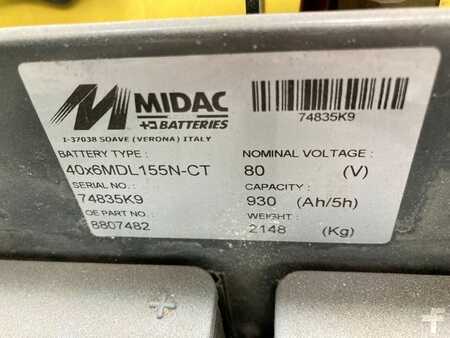 MIDAC
BATTERIES
I-37038 SOAVE (VERONA) ITALY
74835K9
BATTERY TYPE :
40x6MDL155N-CT
SERIAL NO. :
74835K9
OE PART NO.
8807482
NOMINAL VOLTAGE :
80 (V)
CAPACITY :
930 (Ah/5h)
WEIGHT :
2148 (Kg)